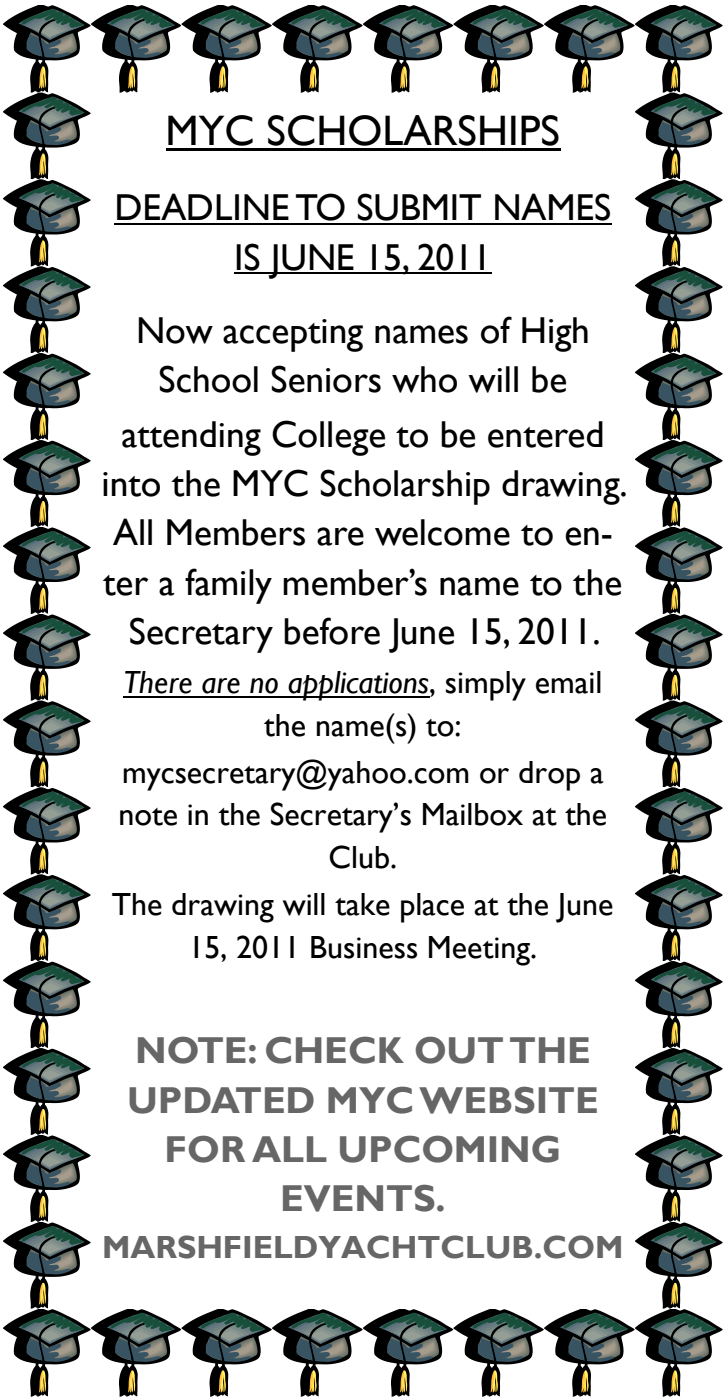 MYC SCHOLARSHIPS
DEADLINE TO SUBMIT NAMES
IS JUNE 15, 2011
Now accepting names of High
School Seniors who will be
attending College to be entered
into the MYC Scholarship drawing.
All Members are welcome to en-
ter a family member’s name to the
Secretary before June 15, 2011.
There are no applications, simply email
the name(s) to:
mycsecretary@yahoo.com or drop a
note in the Secretary’s Mailbox at the
Club.
The drawing will take place at the June
15, 2011 Business Meeting.
NOTE: CHECK OUT THE
UPDATED MYC WEBSITE
FOR ALL UPCOMING
EVENTS.
MARSHFIELDYACHTCLUB.COM